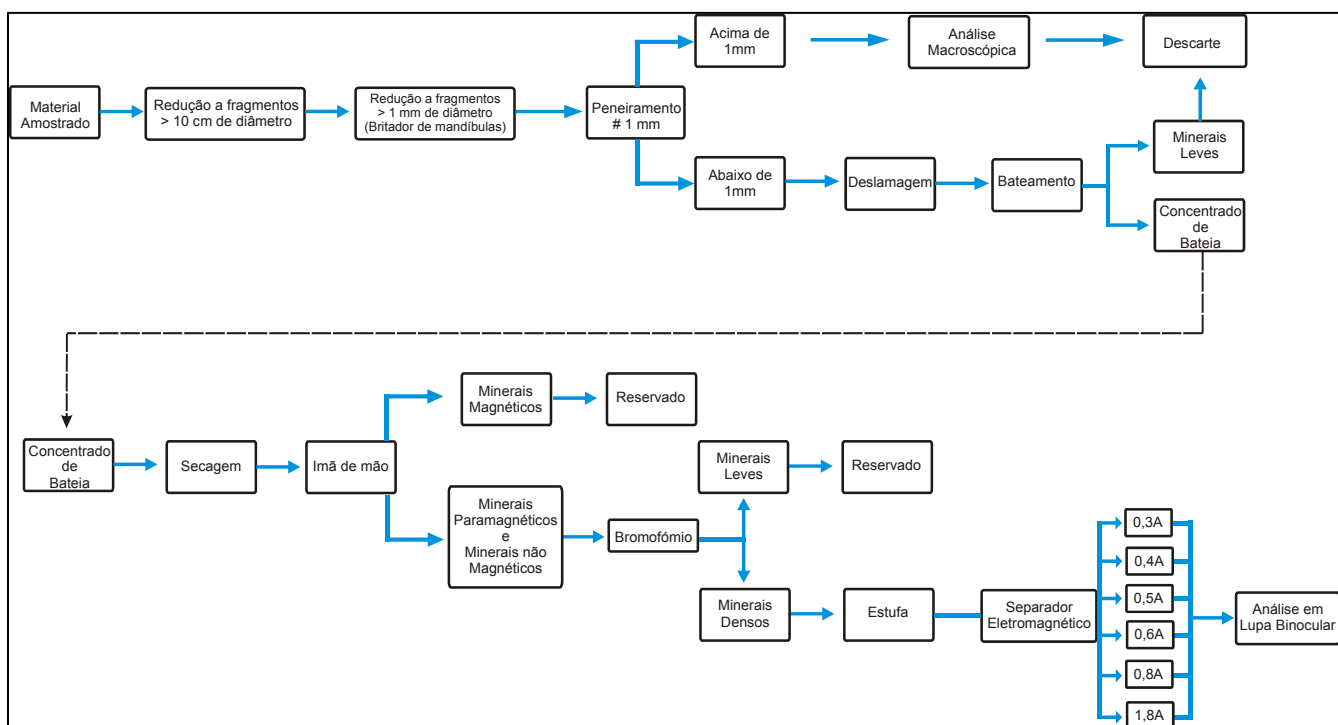 Material
Amostrado
Redução a fragmentos
> 10 cm de diâmetro
Redução a fragmentos
> 1 mm de diâmetro
(Britador de mandíbulas)
Peneiramento
# 1 mm
Acima de
1mm
Análise
Macroscópica
Descarte
Abaixo de
1mm
Deslamagem
Bateamento
Minerais
Leves
Concentrado
de
Bateia
Concentrado
de
Bateia
Secagem
Imã de mão
Minerais
Magnéticos
Reservado
Minerais
Paramagnéticos
e
Minerais não
Magnéticos
Bromofómio
Minerais
Leves
Reservado
Minerais
Densos
Estufa
Separador
Eletromagnético
0,3A
0,4A
0,5A
0,6A
0,8A
1,8A
Análise em
Lupa Binocular